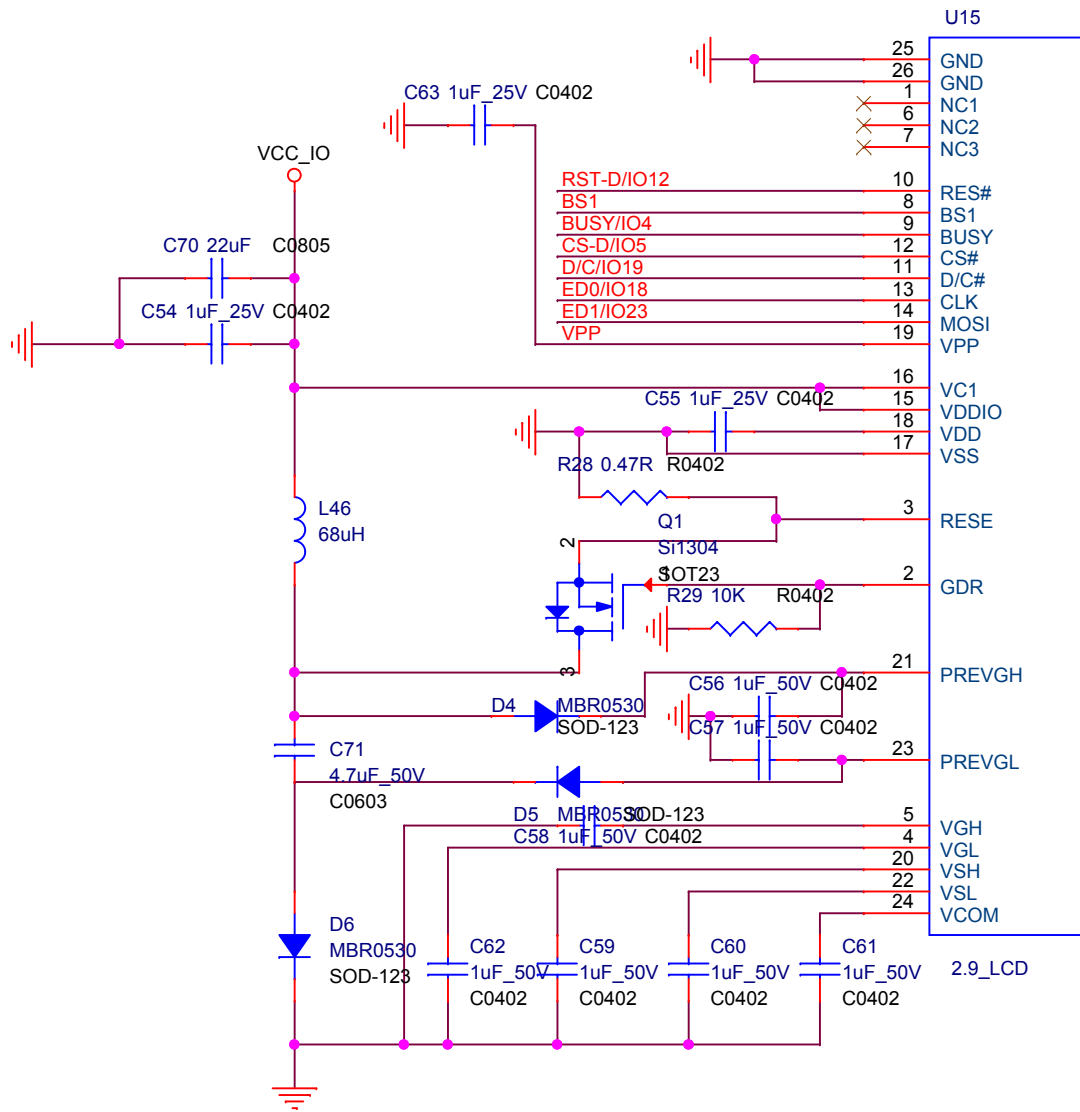 U15
25 GND
26 GND
C63 1uF_25V C0402
1 NC1
6 NC2
7 NC3
VCC_IO
RST-D/IO12 10 RES#
BS1 8 BS1
BUSY/IO4 9 BUSY
C70 22uF C0805
CS-D/IO5 12 CS#
D/C/IO19 11 D/C#
ED0/IO18 13 CLK
C54 1uF_25V C0402
ED1/IO23 14 MOSI
VPP 19 VPP
16 VC1
C55 1uF_25V C0402
15 VDDIO
18 VDD
17 VSS
R28 0.47R R0402
L46
68uH
3 RESE
Q1
Si1304
SOT23
2
1
3
2 GDR
R29 10K R0402
21 PREVGH
C56 1uF_50V C0402
D4 MBR0530
SOD-123
C57 1uF_50V C0402
23 PREVGL
C71
4.7uF_50V
C0603
D5 MBR0530 SOD-123
5 VGH
C58 1uF_50V C0402
4 VGL
20 VSH
22 VSL
24 VCOM
D6
MBR0530
SOD-123
C62
1uF_50V
C0402
C59
1uF_50V
C0402
C60
1uF_50V
C0402
C61
1uF_50V
C0402
2.9_LCD